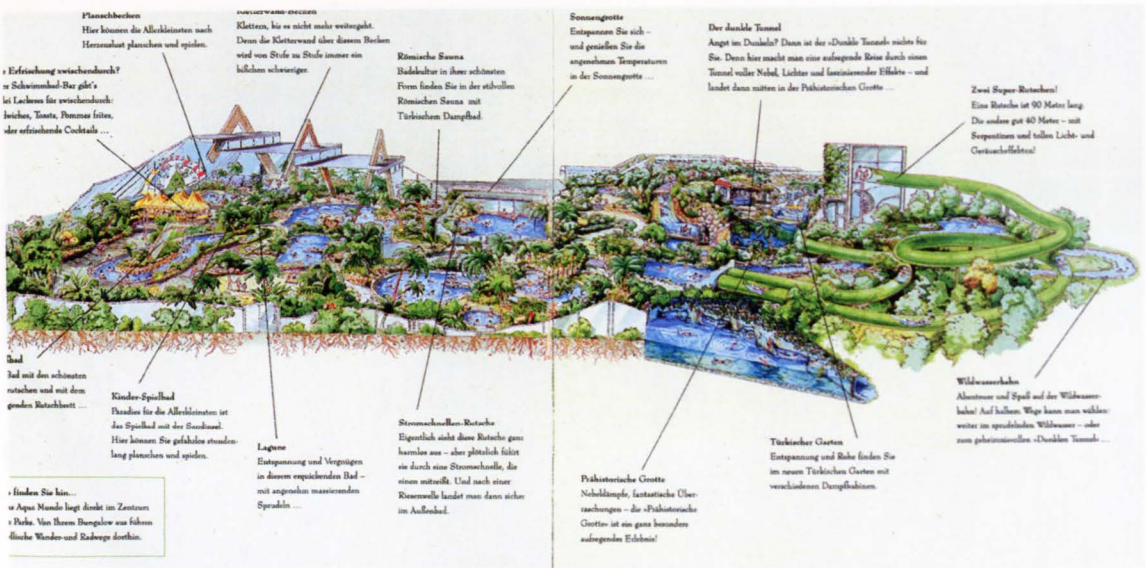 Planschbecken
Hier können die Allerkleinsten nach
Herzenslust planschen und spielen.
Kletterwand-Becken
Klettern, bis es nicht mehr weitergeht.
Denn die Kletterwand über diesem Becken
wird von Stufe zu Stufe immer ein
bißchen schwieriger.
Römische Sauna
Badekultur in ihrer schönsten
Form finden Sie in der stilvollen
Römischen Sauna mit
Türkischem Dampfbad.
Sonnengrotte
Entspannen Sie sich –
und genießen Sie die
angenehmen Temperaturen
in der Sonnengrotte ...
Der dunkle Tunnel
Angst im Dunkeln? Dann ist der »Dunkle Tunnel« nichts für
Sie. Denn hier macht man eine aufregende Reise durch einen
Tunnel voller Nebel, Lichter und faszinierender Effekte – und
landet dann mitten in der Prähistorischen Grotte ...
Zwei Super-Rutschen!
Eine Rutsche ist 90 Meter lang.
Die andere gut 40 Meter – mit
Serpentinen und tollen Licht- und
Geräuscheffekten!
Erfrischung zwischendurch?
er Schwimmbad-Bar gibt's
lei Leckeres für zwischendurch:
dwiches, Toasts, Pommes frites,
oder erfrischende Cocktails ...
lbad
Bad mit den schönsten
rutschen und mit dem
genden Rutschbrett ...
Kinder-Spielbad
Paradies für die Allerkleinsten ist
das Spielbad mit der Sandinsel.
Hier können Sie gefahrlos stunden-
lang planschen und spielen.
Lagune
Entspannung und Vergnügen
in diesem erquickenden Bad –
mit angenehm massierenden
Sprudeln ...
Stromschnellen-Rutsche
Eigentlich sieht diese Rutsche ganz
harmlos aus – aber plötzlich führt
sie durch eine Stromschnelle, die
einen mitreißt. Und nach einer
Riesenwelle landet man dann sicher
im Außenbad.
Prähistorische Grotte
Nebeldämpfe, fantastische Über-
raschungen – die »Prähistorische
Grotte« ist ein ganz besonders
aufregendes Erlebnis!
Türkischer Garten
Entspannung und Ruhe finden Sie
im neuen Türkischen Garten mit
verschiedenen Dampfkabinen.
Wildwasserbahn
Abenteuer und Spaß auf der Wildwasser-
bahn! Auf halbem Wege kann man wählen:
weiter im sprudelnden Wildwasser – oder
zum geheimnisvollen »Dunklen Tunnel« ...
finden Sie hin...
Aqua Mundo liegt direkt im Zentrum
Parks. Von Ihrem Bungalow aus führen
llische Wander- und Radwege dorthin.